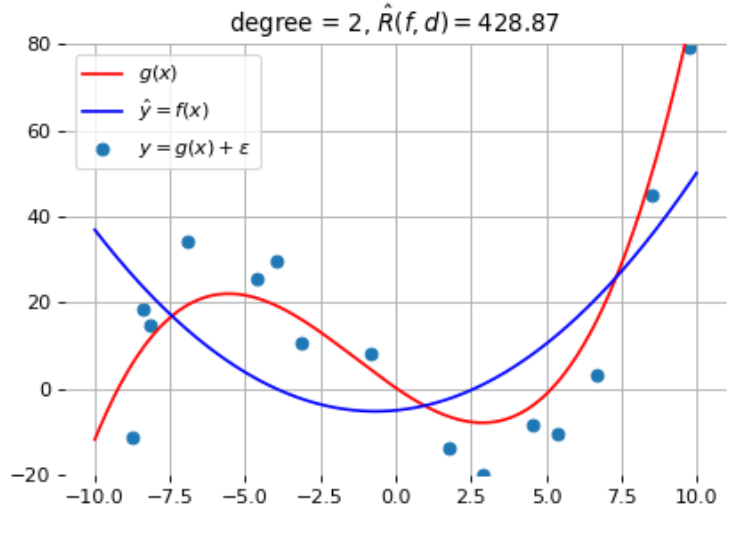 degree = 2, R̂(f, d) = 428.87
80
g(x)
ŷ = f(x)
y = g(x) + ε
60
40
20
0
−20
−10.0 −7.5 −5.0 −2.5 0.0 2.5 5.0 7.5 10.0